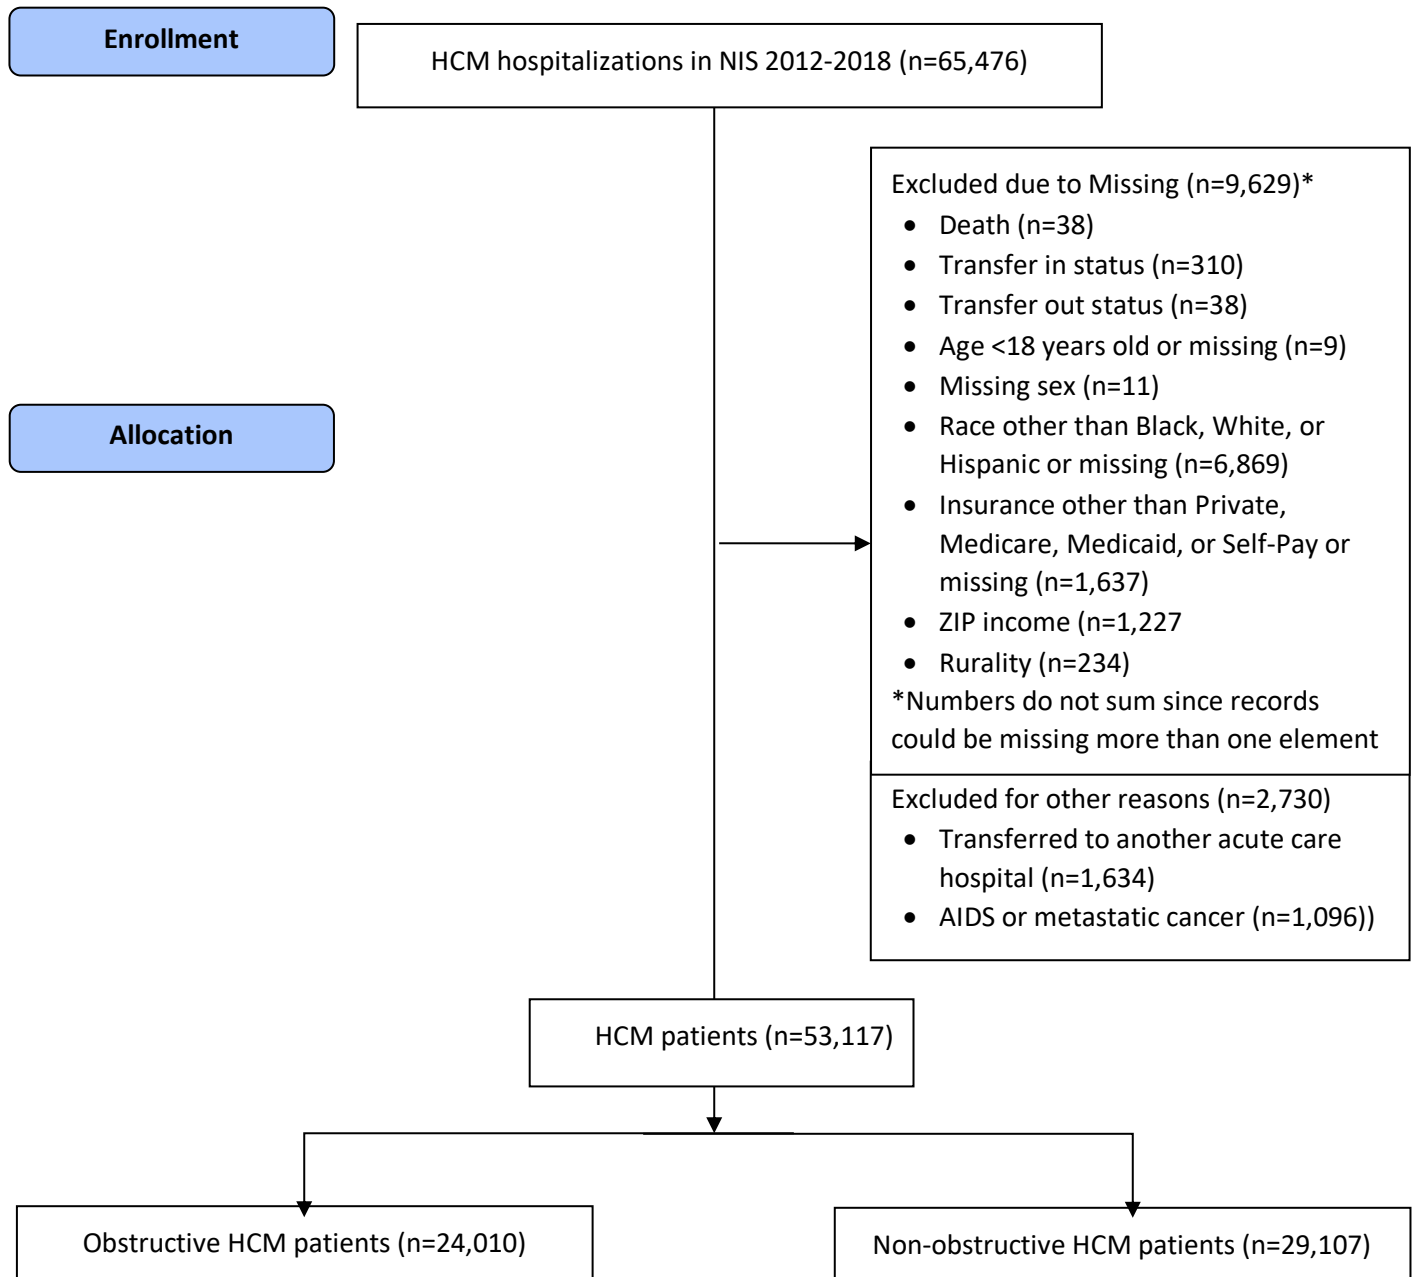 Enrollment
HCM hospitalizations in NIS 2012-2018 (n=65,476)
Excluded due to Missing (n=9,629)*
• Death (n=38)
• Transfer in status (n=310)
• Transfer out status (n=38)
• Age <18 years old or missing (n=9)
• Missing sex (n=11)
• Race other than Black, White, or
Hispanic or missing (n=6,869)
• Insurance other than Private,
Medicare, Medicaid, or Self-Pay or
missing (n=1,637)
• ZIP income (n=1,227
• Rurality (n=234)
*Numbers do not sum since records
could be missing more than one element
Allocation
Excluded for other reasons (n=2,730)
• Transferred to another acute care
hospital (n=1,634)
• AIDS or metastatic cancer (n=1,096))
HCM patients (n=53,117)
Obstructive HCM patients (n=24,010)
Non-obstructive HCM patients (n=29,107)